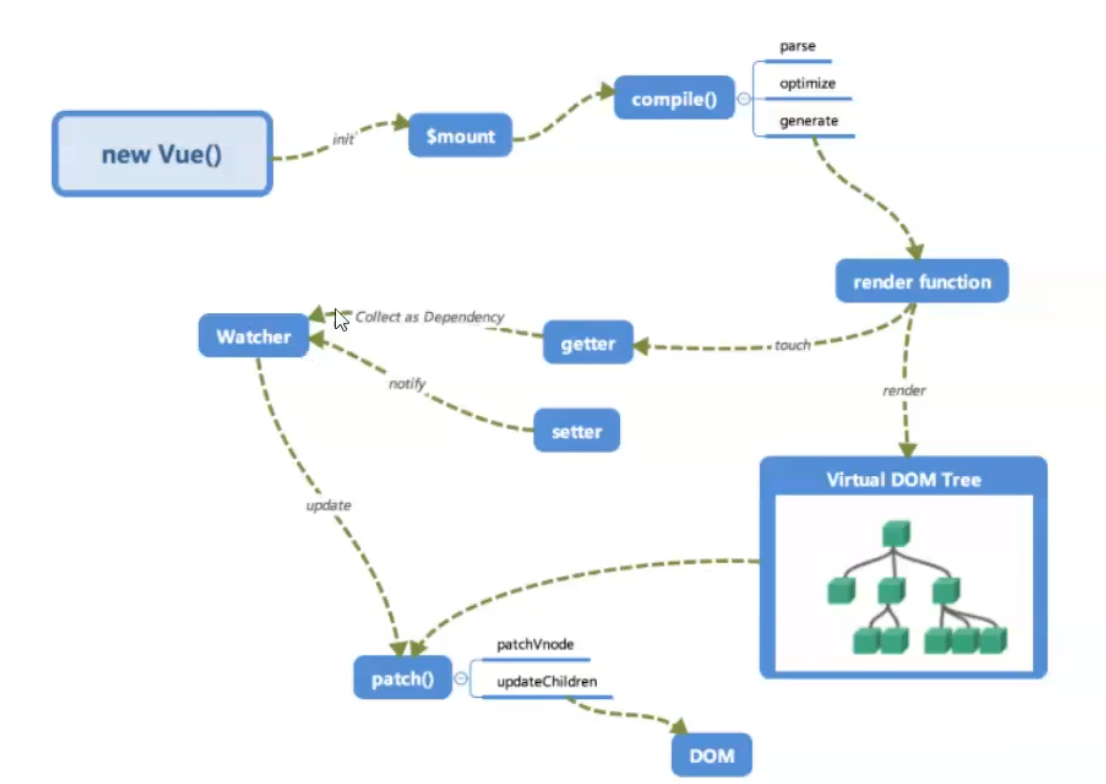 parse
compile()
optimize
generate
new Vue()
init
$mount
render function
Collect as Dependency
Watcher
getter
touch
notify
render
setter
Virtual DOM Tree
update
patchVnode
patch()
updateChildren
DOM